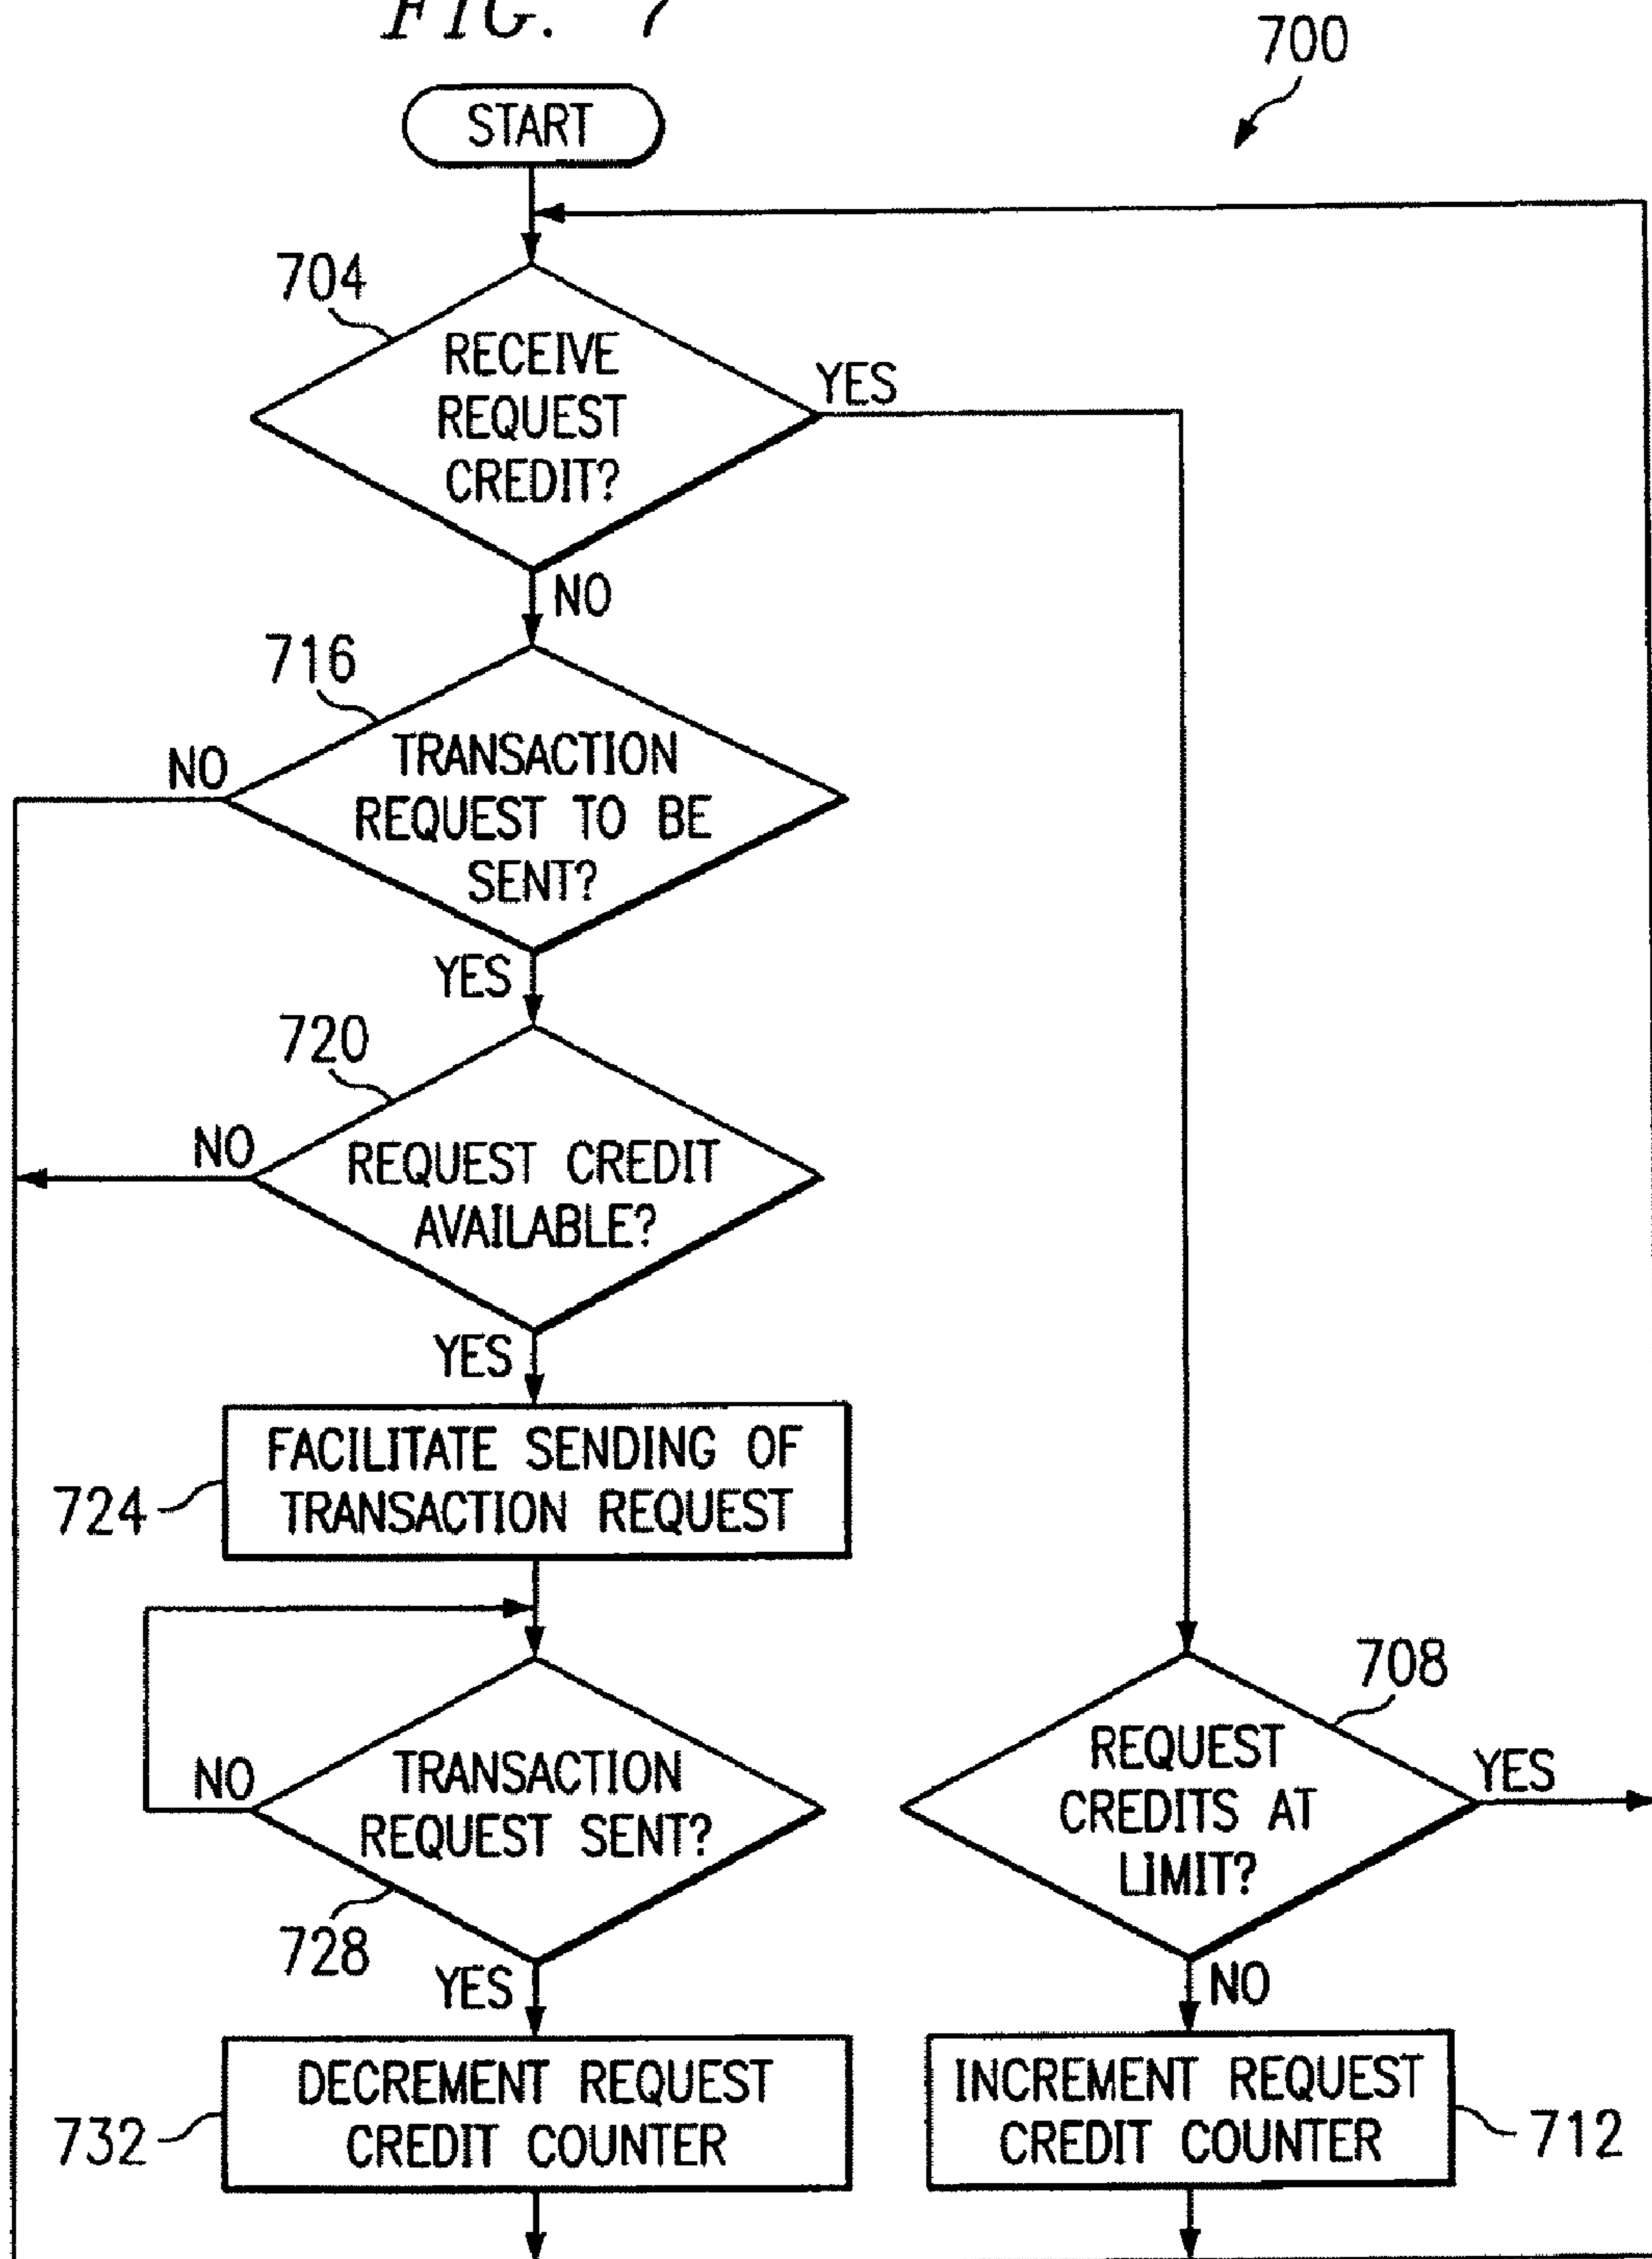 FIG. 7
700
START
704
RECEIVE
REQUEST
CREDIT?
YES
NO
716
TRANSACTION
REQUEST TO BE
SENT?
NO
YES
720
REQUEST CREDIT
AVAILABLE?
NO
YES
FACILITATE SENDING OF
TRANSACTION REQUEST
724
TRANSACTION
REQUEST SENT?
NO
728
YES
708
REQUEST
CREDITS AT
LIMIT?
YES
NO
DECREMENT REQUEST
CREDIT COUNTER
732
INCREMENT REQUEST
CREDIT COUNTER
712